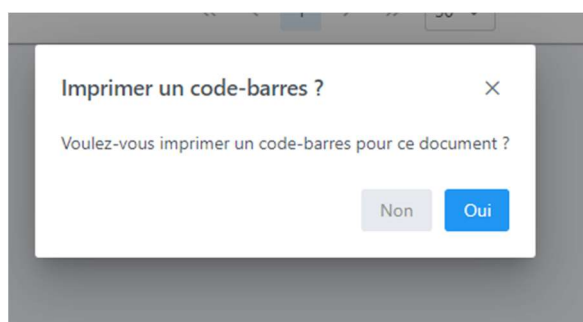 Imprimer un code-barres ?
Voulez-vous imprimer un code-barres pour ce document ?
Non
Oui